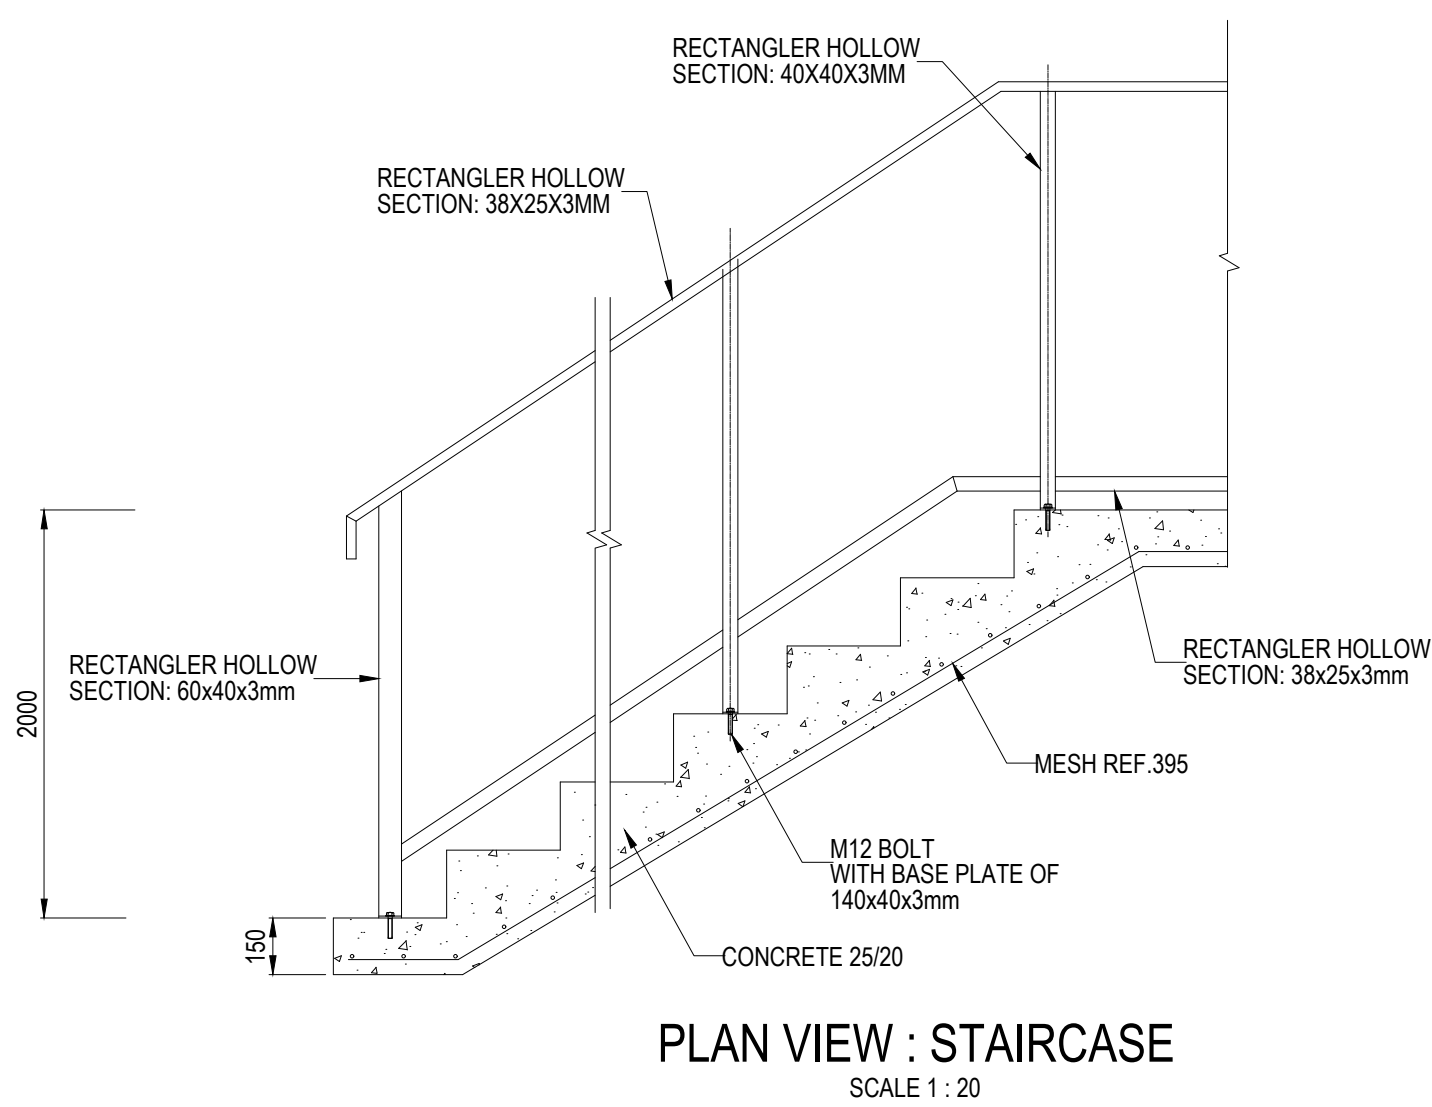 RECTANGLER HOLLOW
SECTION: 40X40X3MM
RECTANGLER HOLLOW
SECTION: 38X25X3MM
RECTANGLER HOLLOW
SECTION: 60x40x3mm
2000
150
RECTANGLER HOLLOW
SECTION: 38x25x3mm
MESH REF.395
M12 BOLT
WITH BASE PLATE OF
140x40x3mm
CONCRETE 25/20
PLAN VIEW : STAIRCASE
SCALE 1 : 20